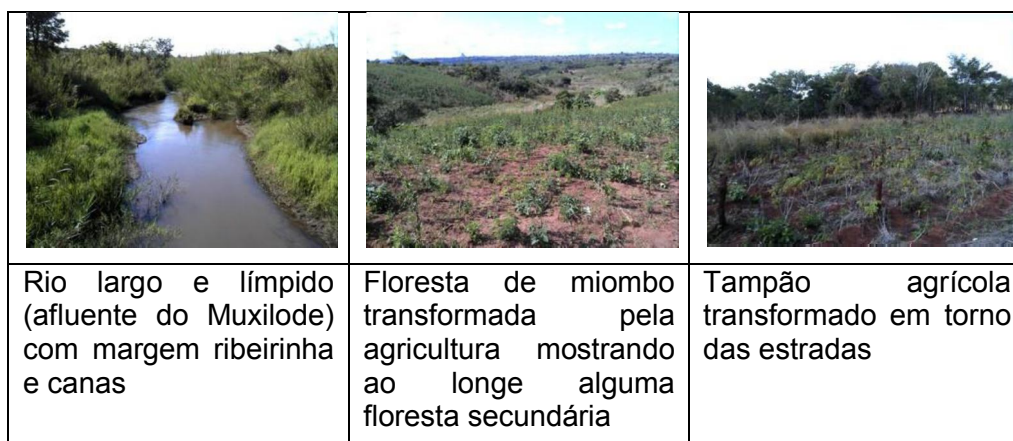 Rio largo e límpido
(afluente do Muxilode)
com margem ribeirinha
e canas
Floresta de miombo
transformada pela
agricultura mostrando
ao longe alguma
floresta secundária
Tampão agrícola
transformado em torno
das estradas